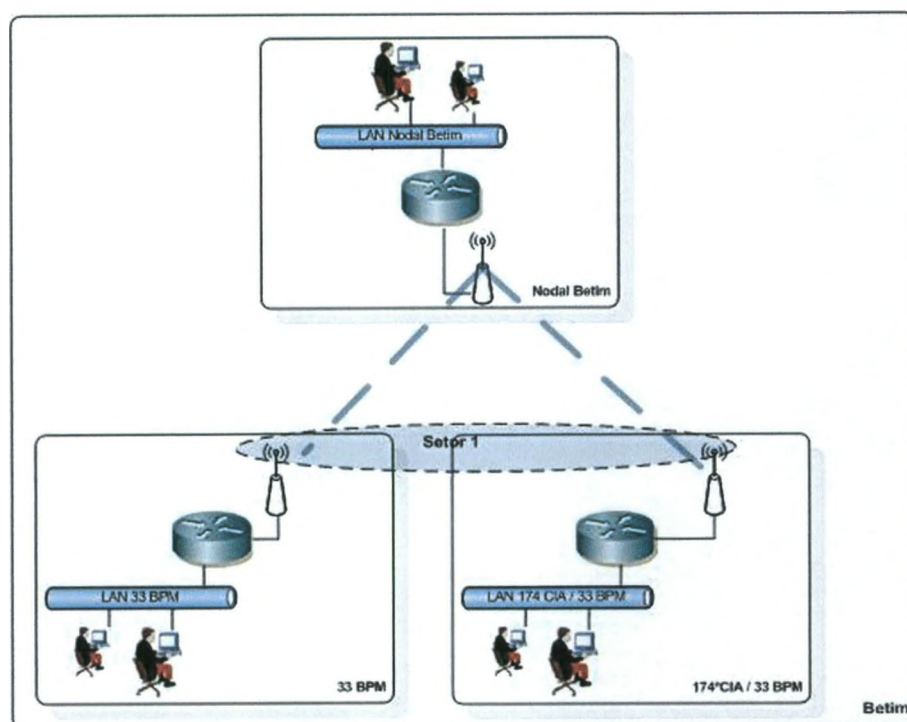 LAN Nodal Betim
Nodal Betim
Setor 1
LAN 33 BPM
33 BPM
LAN 174 CIA / 33 BPM
174ºCIA / 33 BPM
Betim